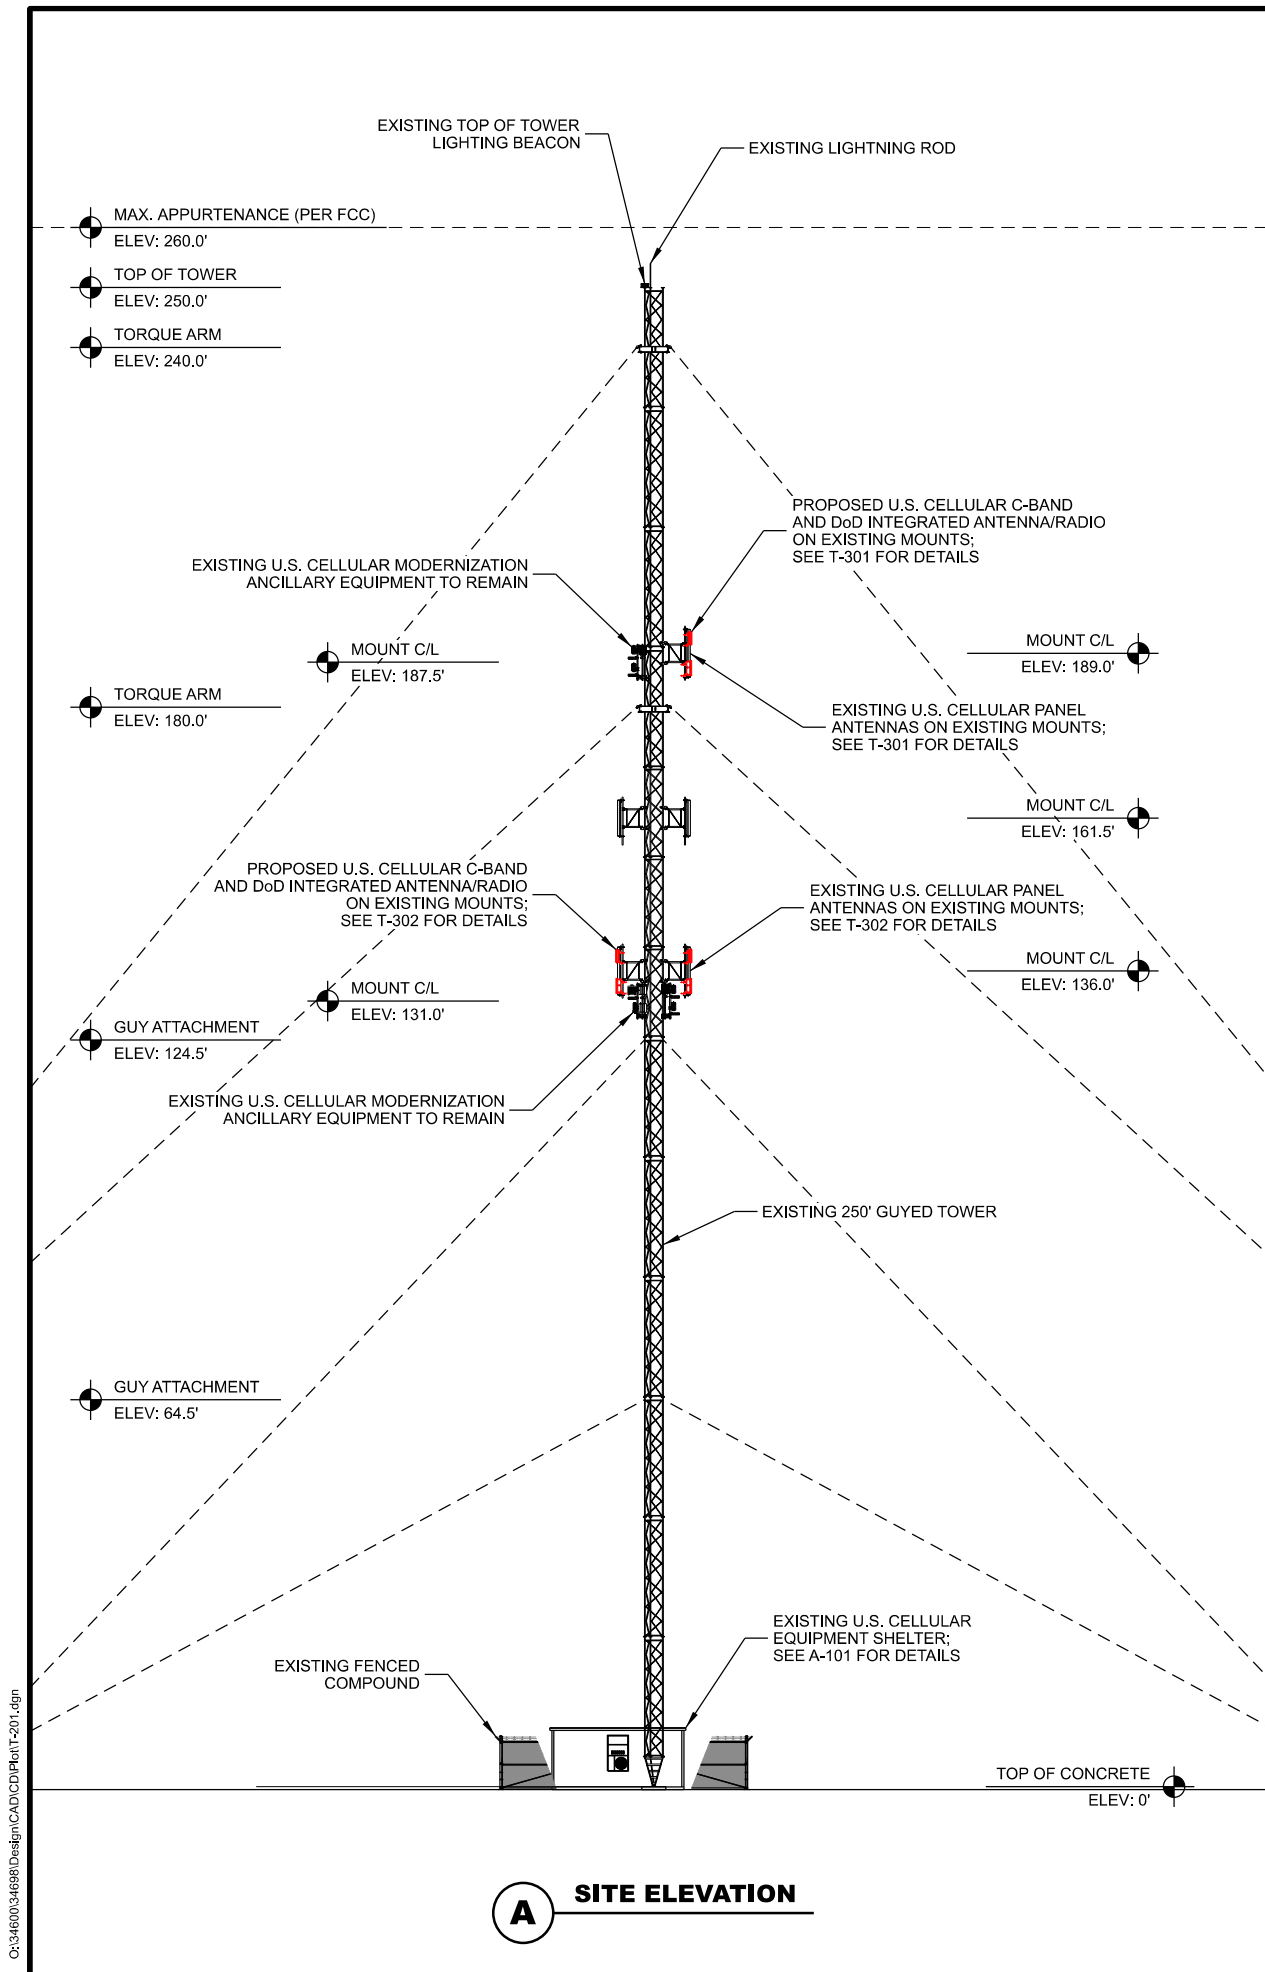 EXISTING TOP OF TOWER
LIGHTING BEACON
EXISTING LIGHTNING ROD
MAX. APPURTENANCE (PER FCC)
ELEV: 260.0'
TOP OF TOWER
ELEV: 250.0'
TORQUE ARM
ELEV: 240.0'
PROPOSED U.S. CELLULAR C-BAND
AND DoD INTEGRATED ANTENNA/RADIO
ON EXISTING MOUNTS;
SEE T-301 FOR DETAILS
EXISTING U.S. CELLULAR MODERNIZATION
ANCILLARY EQUIPMENT TO REMAIN
MOUNT C/L
ELEV: 187.5'
MOUNT C/L
ELEV: 189.0'
TORQUE ARM
ELEV: 180.0'
EXISTING U.S. CELLULAR PANEL
ANTENNAS ON EXISTING MOUNTS;
SEE T-301 FOR DETAILS
MOUNT C/L
ELEV: 161.5'
PROPOSED U.S. CELLULAR C-BAND
AND DoD INTEGRATED ANTENNA/RADIO
ON EXISTING MOUNTS;
SEE T-302 FOR DETAILS
EXISTING U.S. CELLULAR PANEL
ANTENNAS ON EXISTING MOUNTS;
SEE T-302 FOR DETAILS
MOUNT C/L
ELEV: 136.0'
MOUNT C/L
ELEV: 131.0'
GUY ATTACHMENT
ELEV: 124.5'
EXISTING U.S. CELLULAR MODERNIZATION
ANCILLARY EQUIPMENT TO REMAIN
EXISTING 250' GUYED TOWER
GUY ATTACHMENT
ELEV: 64.5'
EXISTING U.S. CELLULAR
EQUIPMENT SHELTER;
SEE A-101 FOR DETAILS
EXISTING FENCED
COMPOUND
TOP OF CONCRETE
ELEV: 0'
A
SITE ELEVATION
O:\34600\34698\Design\CAD\CD\Plot\T-201.dgn